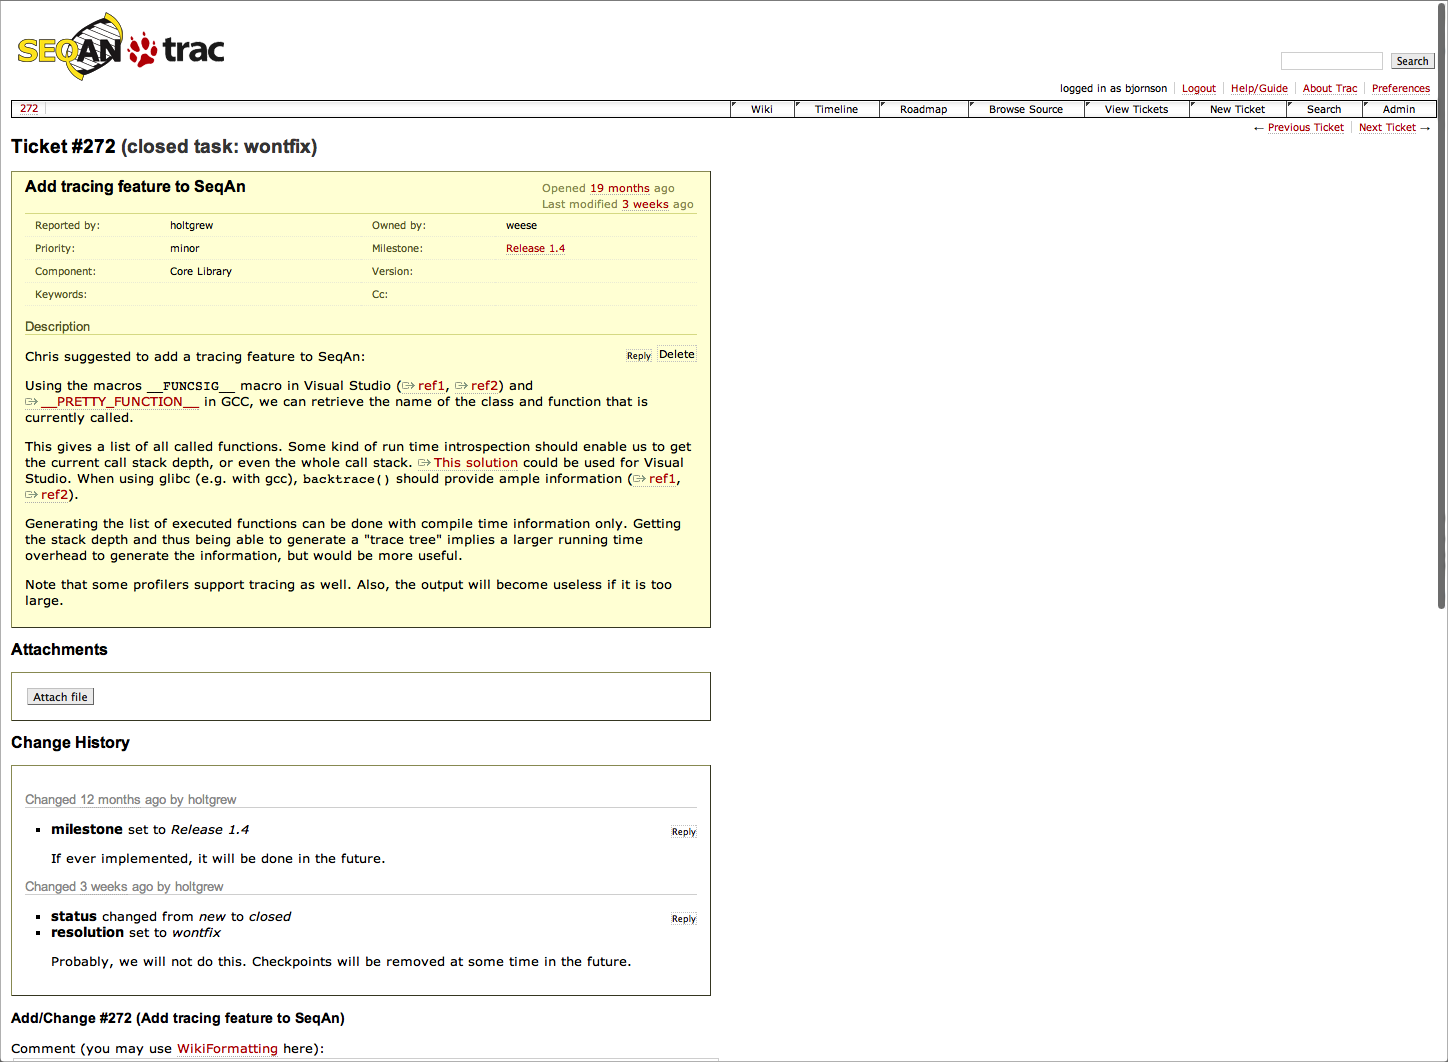 SEQAN trac
Search
logged in as bjornson Logout Help/Guide About Trac Preferences
272 Wiki Timeline Roadmap Browse Source View Tickets New Ticket Search Admin
← Previous Ticket Next Ticket →
Ticket #272 (closed task: wontfix)
Add tracing feature to SeqAn
Opened 19 months ago
Last modified 3 weeks ago
Reported by: holtgrew Owned by: weese
Priority: minor Milestone: Release 1.4
Component: Core Library Version:
Keywords: Cc:
Description
Reply Delete
Chris suggested to add a tracing feature to SeqAn:
Using the macros __FUNCSIG__ macro in Visual Studio (ref1, ref2) and
__PRETTY_FUNCTION__ in GCC, we can retrieve the name of the class and function that is
currently called.
This gives a list of all called functions. Some kind of run time introspection should enable us to get
the current call stack depth, or even the whole call stack. This solution could be used for Visual
Studio. When using glibc (e.g. with gcc), backtrace() should provide ample information (ref1,
ref2).
Generating the list of executed functions can be done with compile time information only. Getting
the stack depth and thus being able to generate a "trace tree" implies a larger running time
overhead to generate the information, but would be more useful.
Note that some profilers support tracing as well. Also, the output will become useless if it is too
large.
Attachments
Attach file
Change History
Changed 12 months ago by holtgrew
milestone set to Release 1.4
Reply
If ever implemented, it will be done in the future.
Changed 3 weeks ago by holtgrew
status changed from new to closed
Reply
resolution set to wontfix
Probably, we will not do this. Checkpoints will be removed at some time in the future.
Add/Change #272 (Add tracing feature to SeqAn)
Comment (you may use WikiFormatting here):